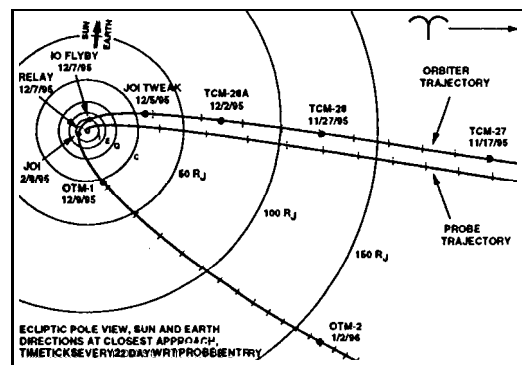 SUN
EARTH
IO FLYBY
12/7/95
RELAY
12/7/95
JOI TWEAK
12/5/95
TCM-28A
12/2/95
TCM-28
11/27/95
ORBITER
TRAJECTORY
TCM-27
11/17/95
I
E
G
C
JOI
OTM-1
12/9/95
50 RJ
100 RJ
150 RJ
PROBE
TRAJECTORY
OTM-2
1/2/96
ECLIPTIC POLE VIEW, SUN AND EARTH
DIRECTIONS AT CLOSEST APPROACH,